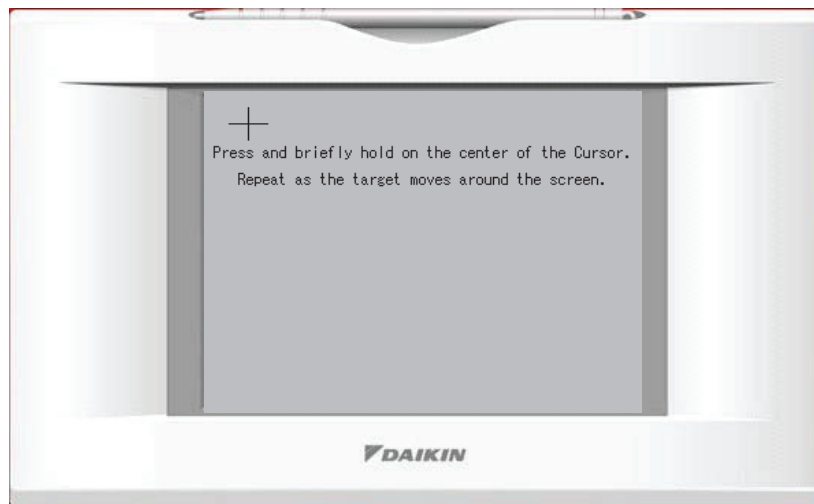 Press and briefly hold on the center of the Cursor.
Repeat as the target moves around the screen.
DAIKIN